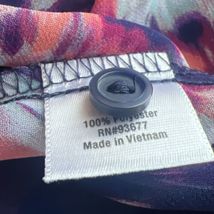 100% Polyester
RN#93677
Made in Vietnam